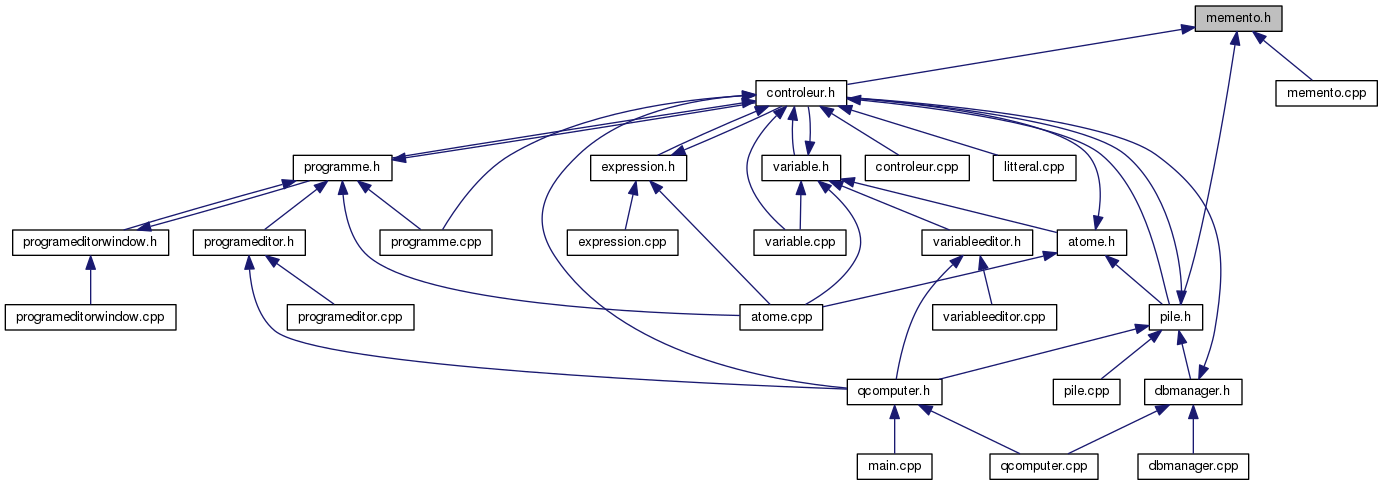 memento.h
controleur.h
memento.cpp
programme.h
expression.h
variable.h
controleur.cpp
litteral.cpp
programeditorwindow.h
programeditor.h
programme.cpp
expression.cpp
variable.cpp
variableeditor.h
atome.h
programeditorwindow.cpp
programeditor.cpp
atome.cpp
variableeditor.cpp
pile.h
qcomputer.h
pile.cpp
dbmanager.h
main.cpp
qcomputer.cpp
dbmanager.cpp